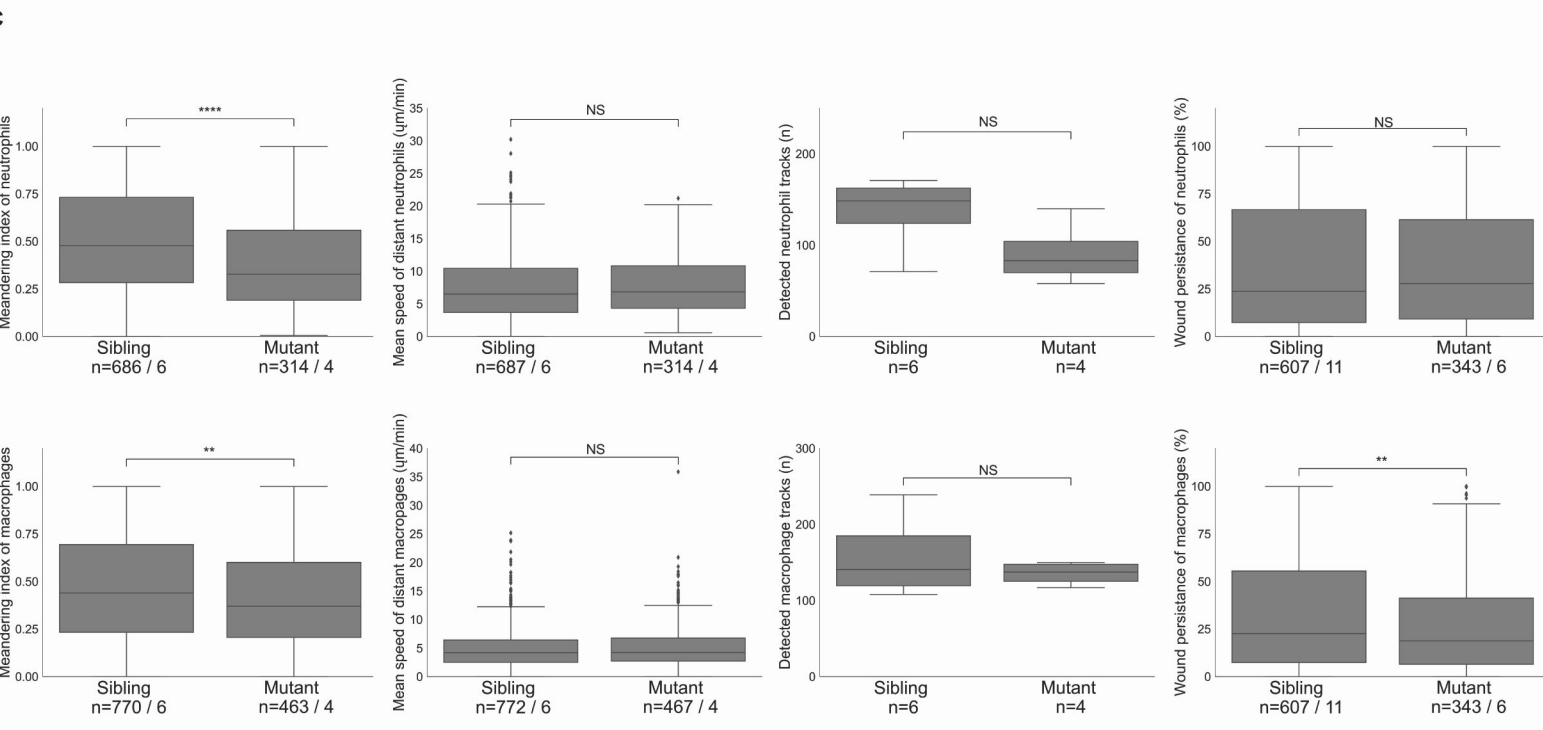 c
Meandering index of neutrophils
1.00
0.75
0.50
0.25
0.00
****
Sibling
n=686 / 6
Mutant
n=314 / 4
Mean speed of distant neutrophils (ɥm/min)
35
30
25
20
15
10
5
0
NS
Sibling
n=687 / 6
Mutant
n=314 / 4
Detected neutrophil tracks (n)
200
100
0
NS
Sibling
n=6
Mutant
n=4
Wound persistance of neutrophils (%)
100
75
50
25
0
NS
Sibling
n=607 / 11
Mutant
n=343 / 6
Meandering index of macrophages
1.00
0.75
0.50
0.25
0.00
**
Sibling
n=770 / 6
Mutant
n=463 / 4
Mean speed of distant macropages (ɥm/min)
40
35
30
25
20
15
10
5
0
NS
Sibling
n=772 / 6
Mutant
n=467 / 4
Detected macrophage tracks (n)
300
200
100
0
NS
Sibling
n=6
Mutant
n=4
Wound persistance of macrophages (%)
100
75
50
25
0
**
Sibling
n=607 / 11
Mutant
n=343 / 6